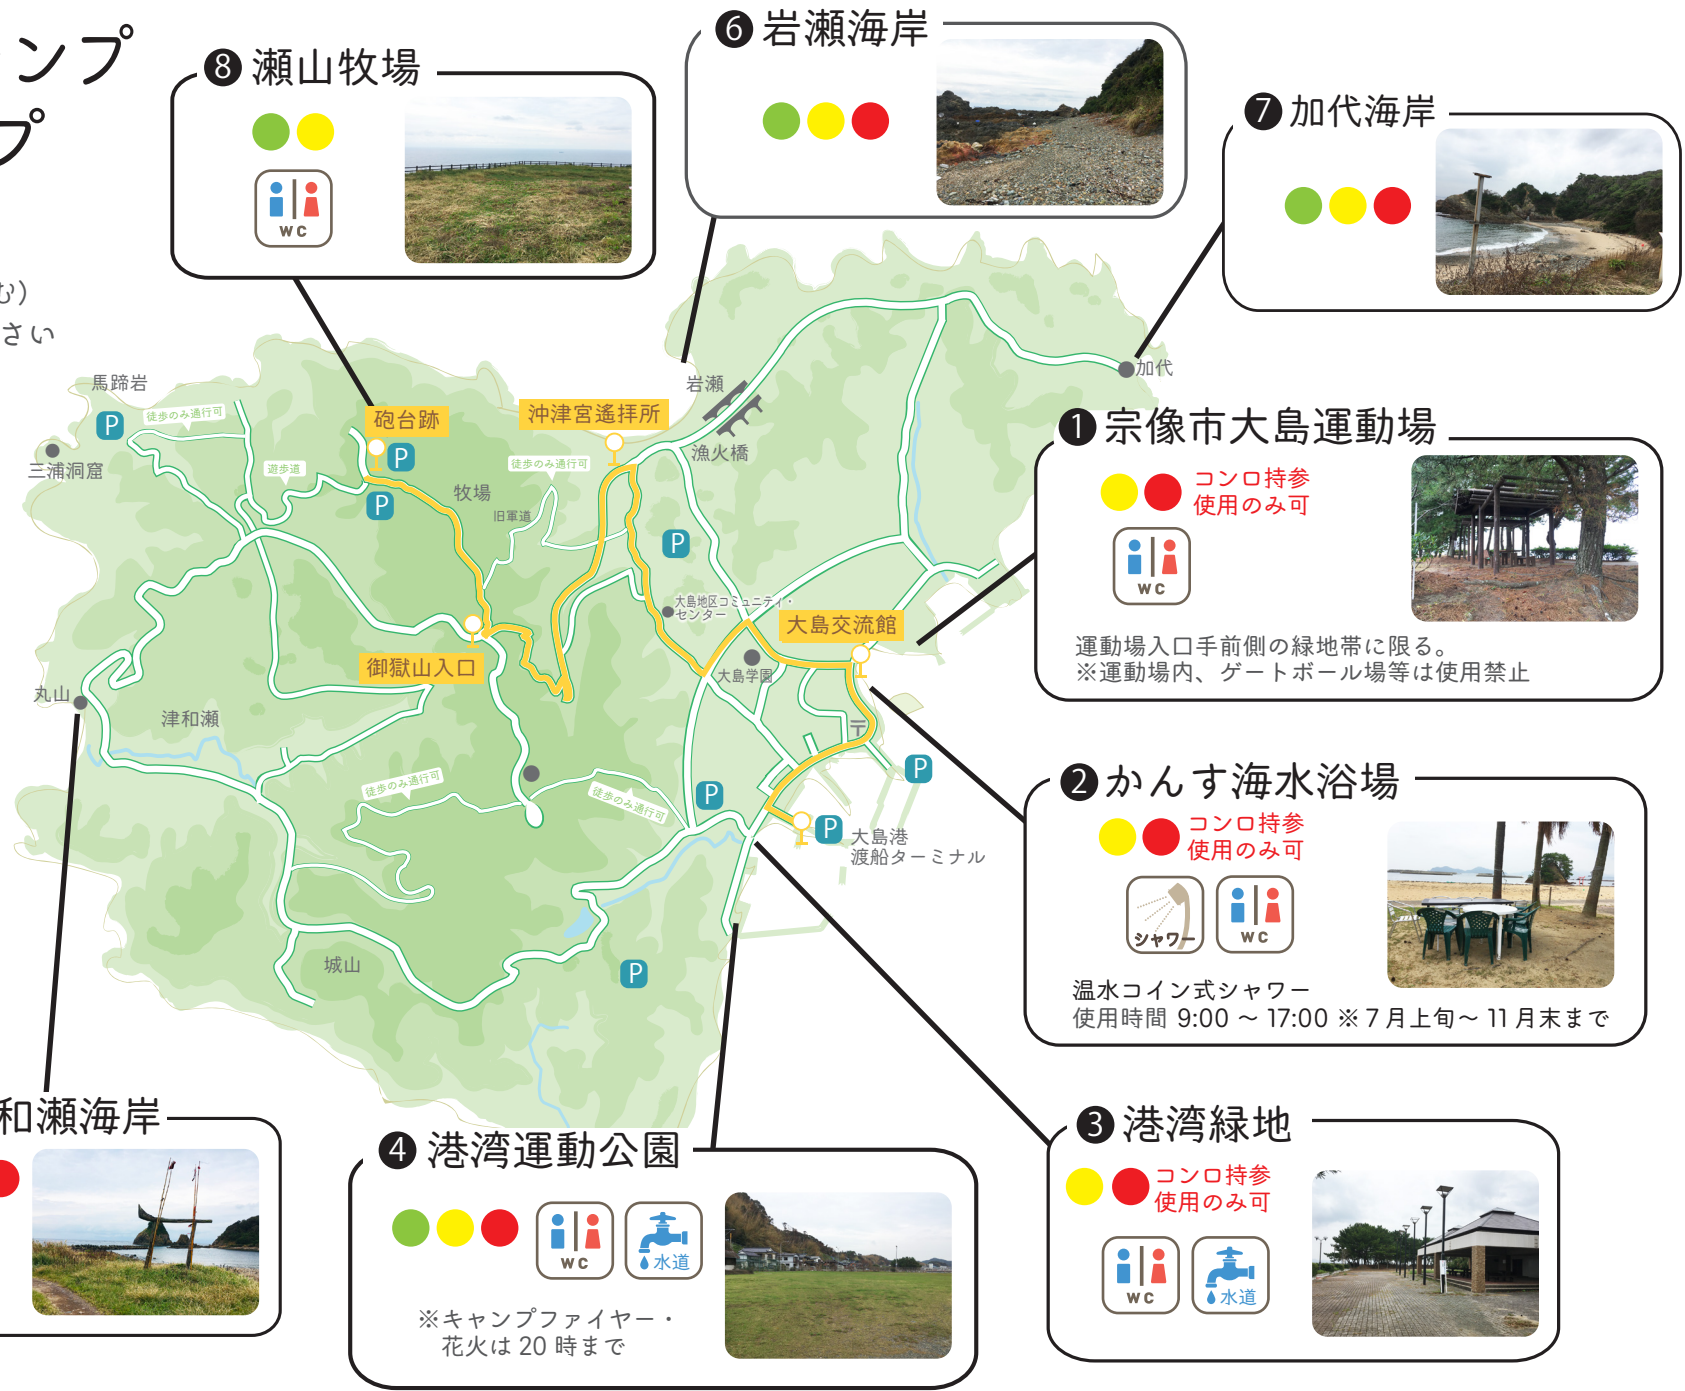 ンプ
プ
む）
さい
❽ 瀬山牧場
WC
❻ 岩瀬海岸
❼ 加代海岸
❶ 宗像市大島運動場
コンロ持参
使用のみ可
WC
運動場入口手前側の緑地帯に限る。
※運動場内、ゲートボール場等は使用禁止
❷ かんす海水浴場
コンロ持参
使用のみ可
シャワー
WC
温水コイン式シャワー
使用時間 9:00 ～ 17:00 ※ 7 月上旬～ 11 月末まで
❸ 港湾緑地
コンロ持参
使用のみ可
WC
水道
❹ 港湾運動公園
WC
水道
※キャンプファイヤー・
花火は 20 時まで
和瀬海岸
馬蹄岩
P
徒歩のみ通行可
三浦洞窟
遊歩道
砲台跡
P
P
牧場
旧軍道
徒歩のみ通行可
沖津宮遙拝所
岩瀬
漁火橋
加代
P
大島地区コミュニティ・
センター
大島交流館
大島学園
御獄山入口
丸山
津和瀬
〒
P
徒歩のみ通行可
徒歩のみ通行可
P
P
大島港
渡船ターミナル
城山
P